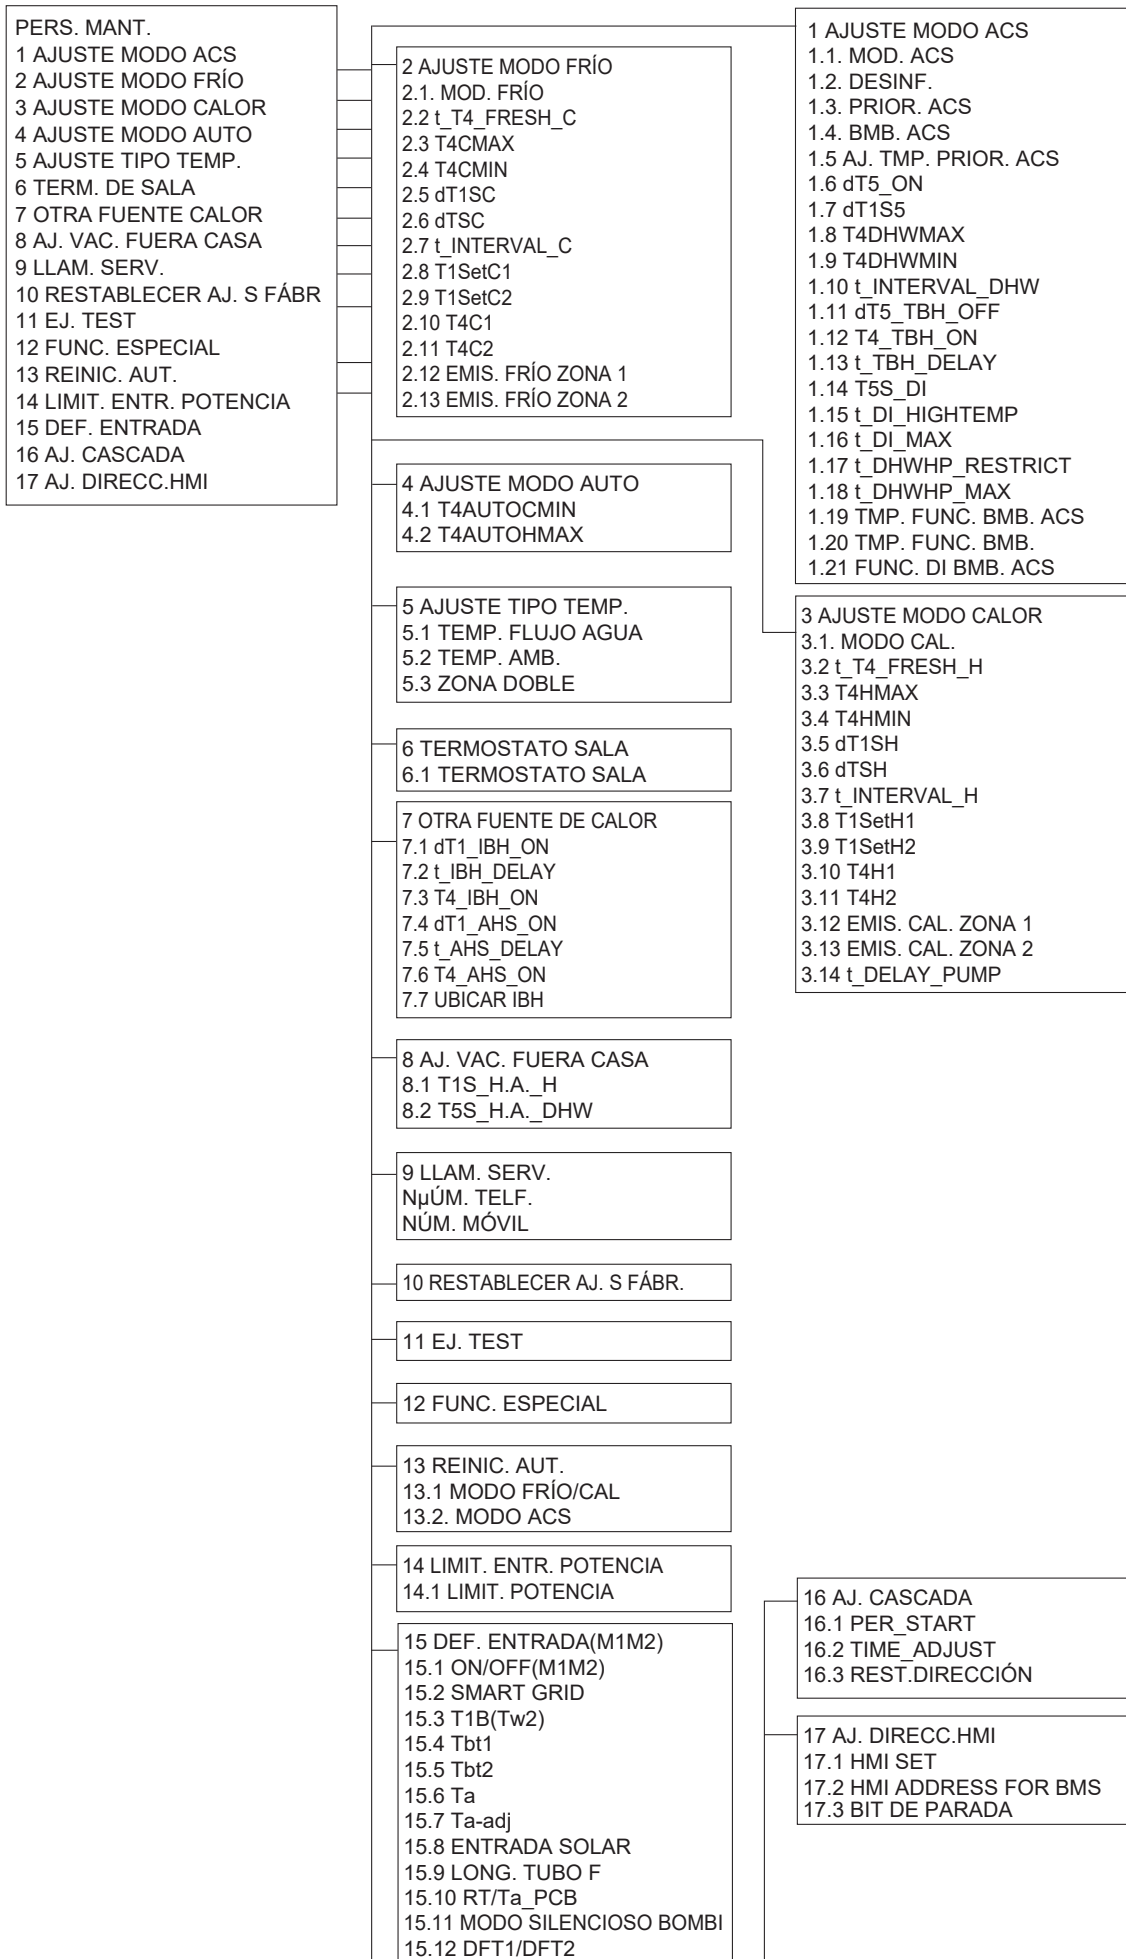 PERS. MANT.
1 AJUSTE MODO ACS
2 AJUSTE MODO FRÍO
3 AJUSTE MODO CALOR
4 AJUSTE MODO AUTO
5 AJUSTE TIPO TEMP.
6 TERM. DE SALA
7 OTRA FUENTE CALOR
8 AJ. VAC. FUERA CASA
9 LLAM. SERV.
10 RESTABLECER AJ. S FÁBR
11 EJ. TEST
12 FUNC. ESPECIAL
13 REINIC. AUT.
14 LIMIT. ENTR. POTENCIA
15 DEF. ENTRADA
16 AJ. CASCADA
17 AJ. DIRECC.HMI
2 AJUSTE MODO FRÍO
2.1. MOD. FRÍO
2.2 t_T4_FRESH_C
2.3 T4CMAX
2.4 T4CMIN
2.5 dT1SC
2.6 dTSC
2.7 t_INTERVAL_C
2.8 T1SetC1
2.9 T1SetC2
2.10 T4C1
2.11 T4C2
2.12 EMIS. FRÍO ZONA 1
2.13 EMIS. FRÍO ZONA 2
4 AJUSTE MODO AUTO
4.1 T4AUTOCMIN
4.2 T4AUTOHMAX
5 AJUSTE TIPO TEMP.
5.1 TEMP. FLUJO AGUA
5.2 TEMP. AMB.
5.3 ZONA DOBLE
6 TERMOSTATO SALA
6.1 TERMOSTATO SALA
7 OTRA FUENTE DE CALOR
7.1 dT1_IBH_ON
7.2 t_IBH_DELAY
7.3 T4_IBH_ON
7.4 dT1_AHS_ON
7.5 t_AHS_DELAY
7.6 T4_AHS_ON
7.7 UBICAR IBH
8 AJ. VAC. FUERA CASA
8.1 T1S_H.A._H
8.2 T5S_H.A._DHW
9 LLAM. SERV.
NµÚM. TELF.
NÚM. MÓVIL
10 RESTABLECER AJ. S FÁBR.
11 EJ. TEST
12 FUNC. ESPECIAL
13 REINIC. AUT.
13.1 MODO FRÍO/CAL
13.2. MODO ACS
14 LIMIT. ENTR. POTENCIA
14.1 LIMIT. POTENCIA
15 DEF. ENTRADA(M1M2)
15.1 ON/OFF(M1M2)
15.2 SMART GRID
15.3 T1B(Tw2)
15.4 Tbt1
15.5 Tbt2
15.6 Ta
15.7 Ta-adj
15.8 ENTRADA SOLAR
15.9 LONG. TUBO F
15.10 RT/Ta_PCB
15.11 MODO SILENCIOSO BOMBI
15.12 DFT1/DFT2
1 AJUSTE MODO ACS
1.1. MOD. ACS
1.2. DESINF.
1.3. PRIOR. ACS
1.4. BMB. ACS
1.5 AJ. TMP. PRIOR. ACS
1.6 dT5_ON
1.7 dT1S5
1.8 T4DHWMAX
1.9 T4DHWMIN
1.10 t_INTERVAL_DHW
1.11 dT5_TBH_OFF
1.12 T4_TBH_ON
1.13 t_TBH_DELAY
1.14 T5S_DI
1.15 t_DI_HIGHTEMP
1.16 t_DI_MAX
1.17 t_DHWHP_RESTRICT
1.18 t_DHWHP_MAX
1.19 TMP. FUNC. BMB. ACS
1.20 TMP. FUNC. BMB.
1.21 FUNC. DI BMB. ACS
3 AJUSTE MODO CALOR
3.1. MODO CAL.
3.2 t_T4_FRESH_H
3.3 T4HMAX
3.4 T4HMIN
3.5 dT1SH
3.6 dTSH
3.7 t_INTERVAL_H
3.8 T1SetH1
3.9 T1SetH2
3.10 T4H1
3.11 T4H2
3.12 EMIS. CAL. ZONA 1
3.13 EMIS. CAL. ZONA 2
3.14 t_DELAY_PUMP
16 AJ. CASCADA
16.1 PER_START
16.2 TIME_ADJUST
16.3 REST.DIRECCIÓN
17 AJ. DIRECC.HMI
17.1 HMI SET
17.2 HMI ADDRESS FOR BMS
17.3 BIT DE PARADA